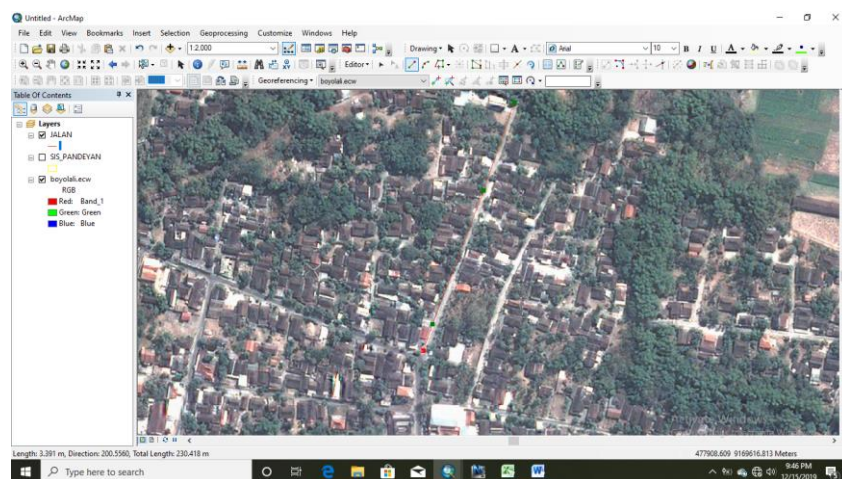 Untitled - ArcMap
File Edit View Bookmarks Insert Selection Geoprocessing Customize Windows Help
1:2.000 Drawing Arial 10 B I U A
Editor
Georeferencing boyolali.ecw
Table Of Contents
Layers
JALAN
SIS_PANDEYAN
boyolali.ecw
RGB
Red: Band_1
Green: Green
Blue: Blue
Length: 3.391 m, Direction: 200.5560, Total Length: 230.418 m 477908.609 9169616.813 Meters
Type here to search
9:46 PM
12/15/2019